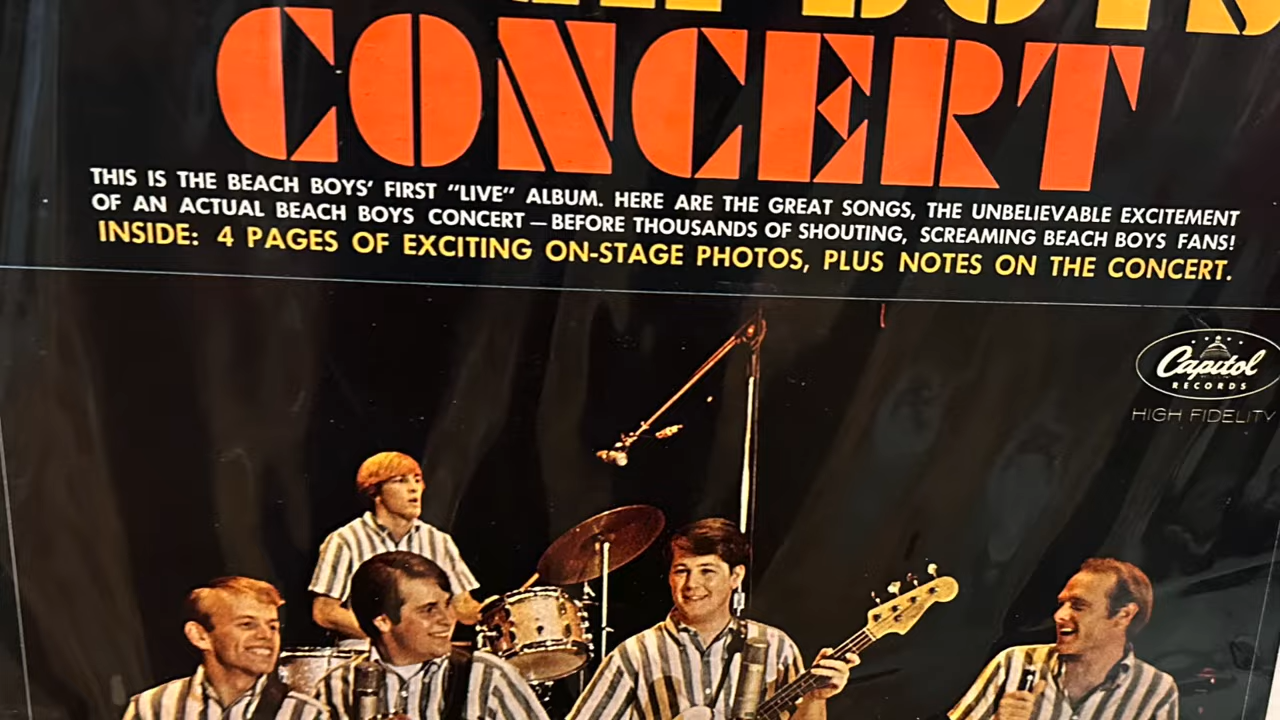 BOYS
CONCERT
THIS IS THE BEACH BOYS' FIRST "LIVE" ALBUM. HERE ARE THE GREAT SONGS, THE UNBELIEVABLE EXCITEMENT
OF AN ACTUAL BEACH BOYS CONCERT — BEFORE THOUSANDS OF SHOUTING, SCREAMING BEACH BOYS FANS!
INSIDE: 4 PAGES OF EXCITING ON-STAGE PHOTOS, PLUS NOTES ON THE CONCERT.
Capitol
RECORDS
HIGH FIDELITY